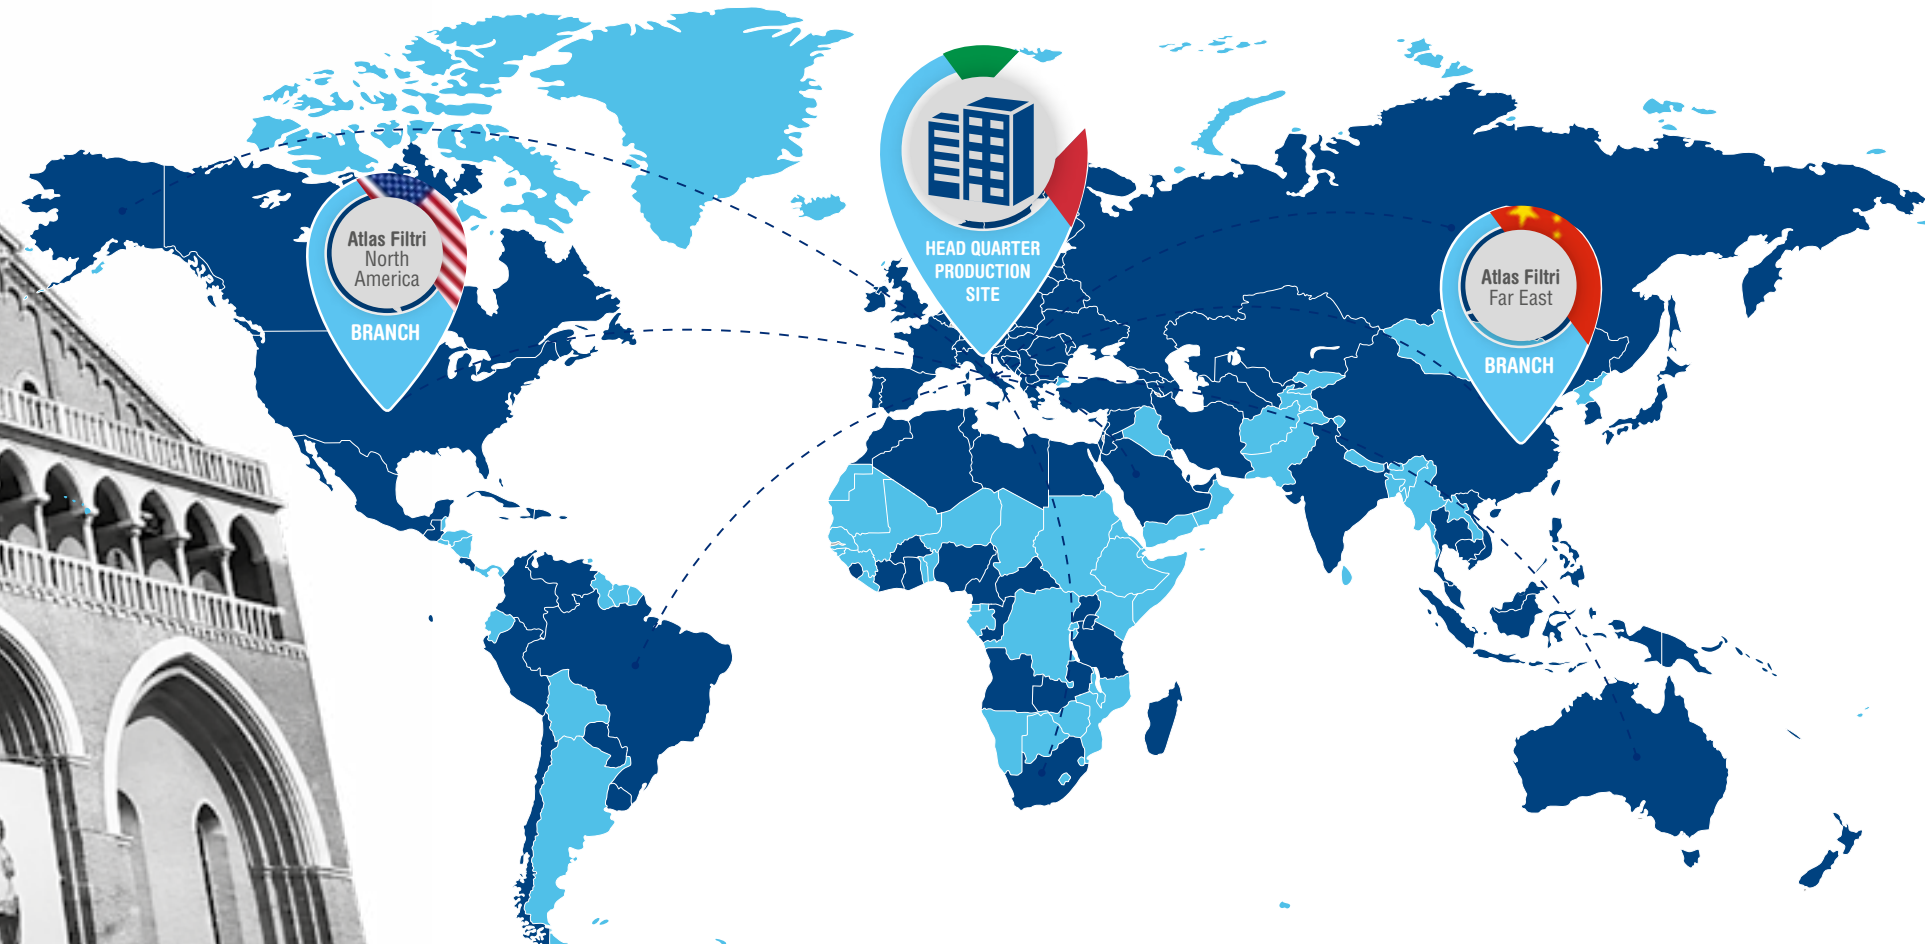 Atlas Filtri
North
America
BRANCH
HEAD QUARTER
PRODUCTION
SITE
Atlas Filtri
Far East
BRANCH